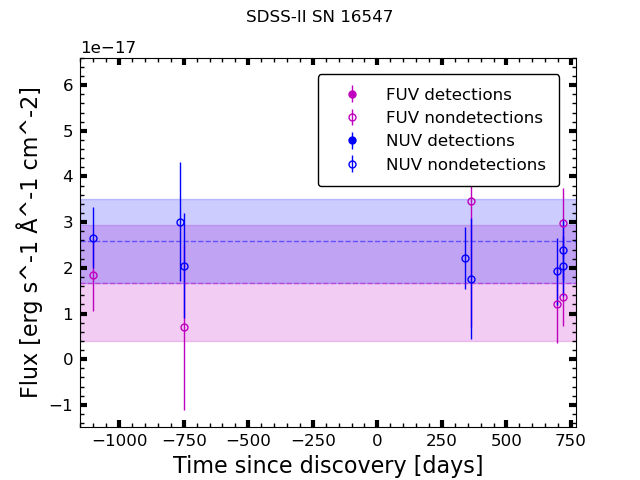 SDSS-II SN 16547
1e−17
FUV detections
FUV nondetections
NUV detections
NUV nondetections
6
5
4
3
2
1
0
−1
Flux [erg s^-1 Å^-1 cm^-2]
−1000 −750 −500 −250 0 250 500 750
Time since discovery [days]